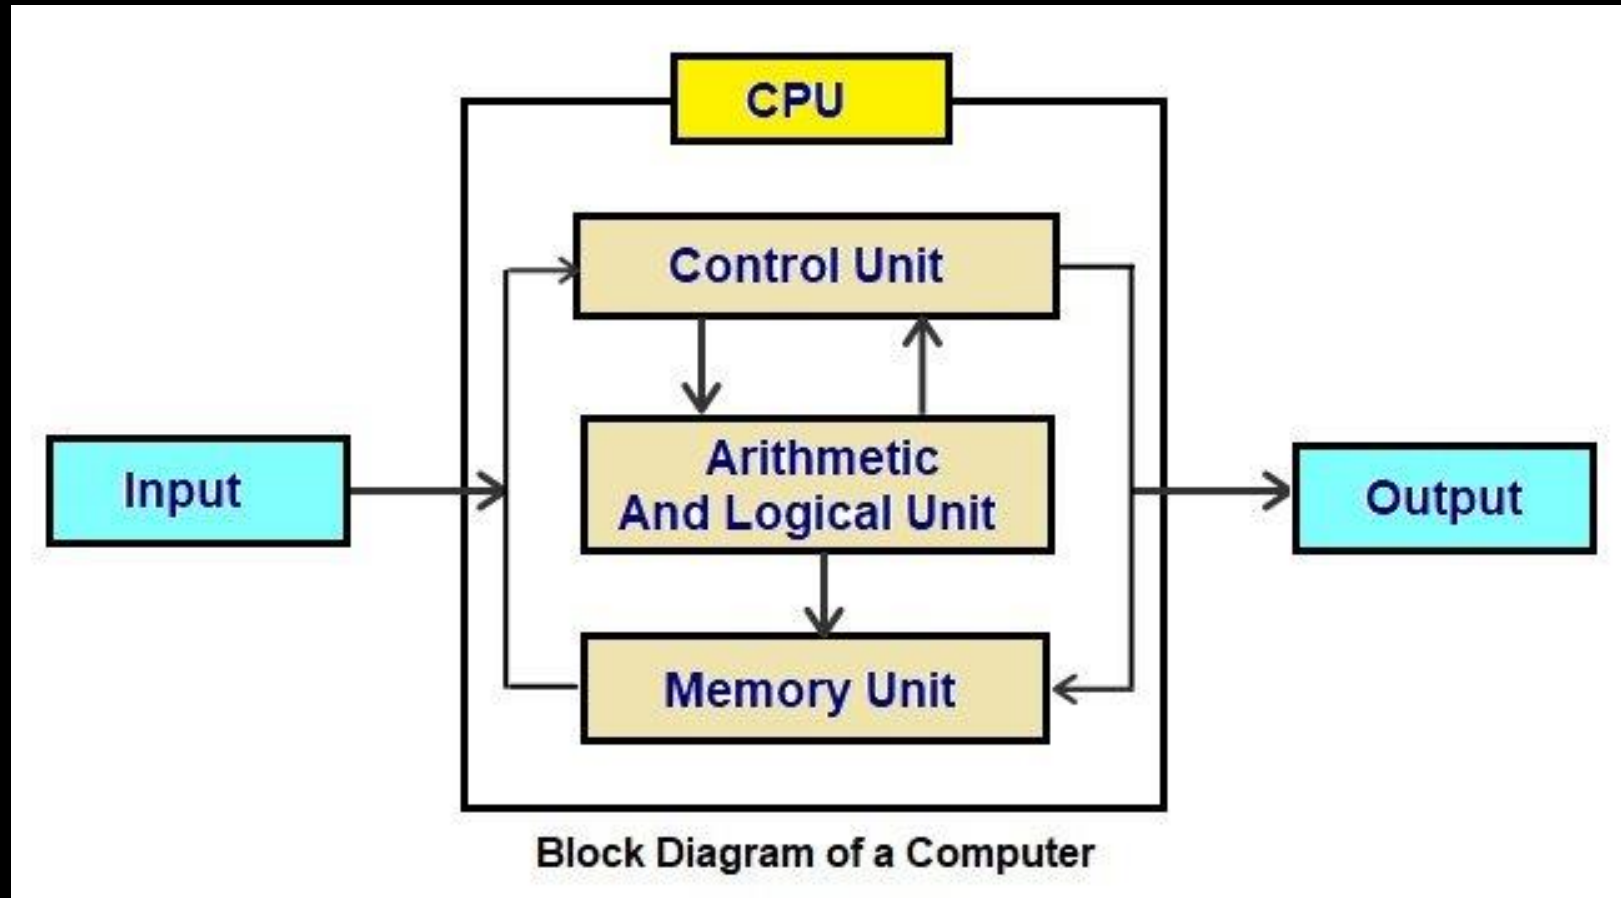 CPU
Control Unit
Arithmetic
And Logical Unit
Input
Output
Memory Unit
Block Diagram of a Computer